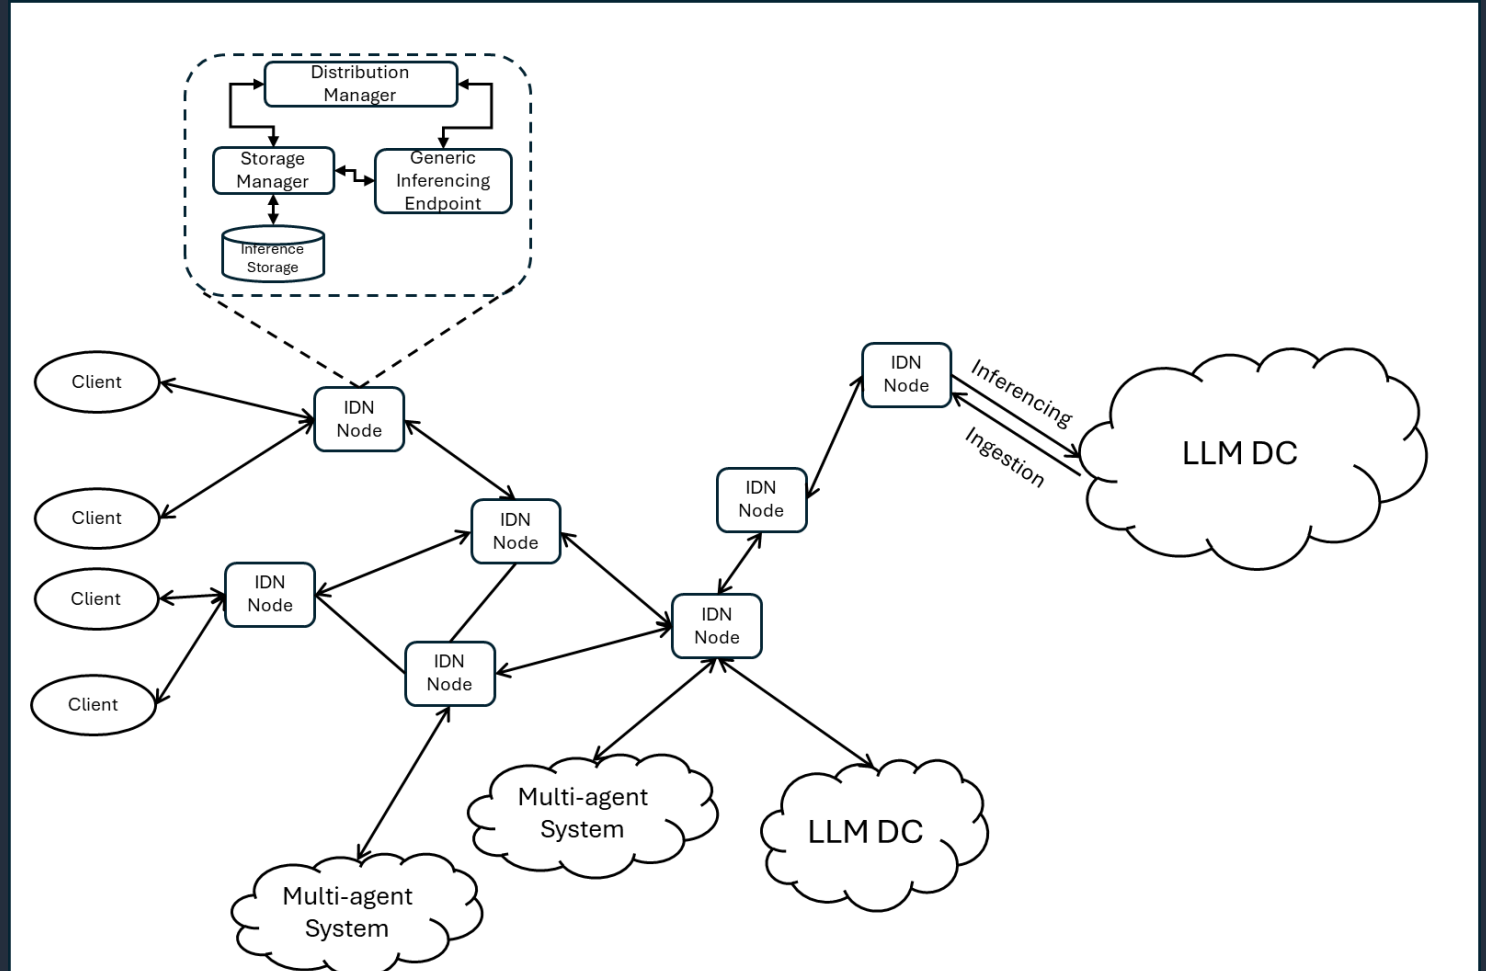 Distribution
Manager
Storage
Manager
Generic
Inferencing
Endpoint
Inference
Storage
Client
IDN
Node
IDN
Node
Inferencing
Ingestion
LLM DC
Client
IDN
Node
IDN
Node
Client
IDN
Node
IDN
Node
IDN
Node
Client
Multi-agent
System
LLM DC
Multi-agent
System